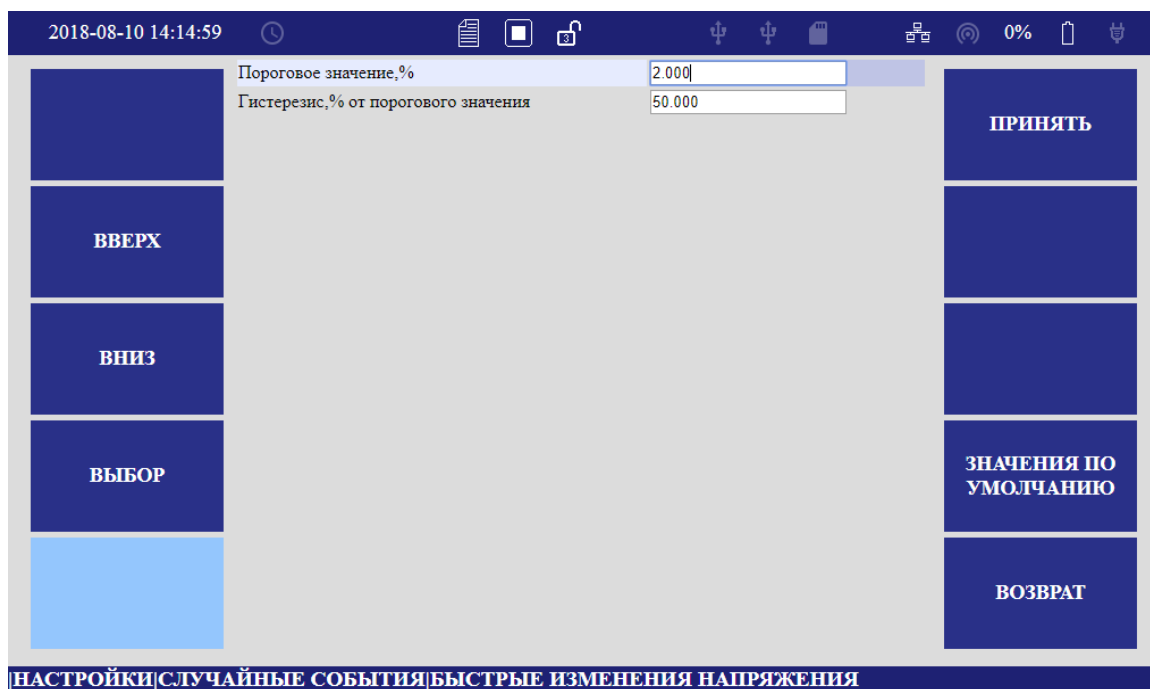 2018-08-10 14:14:59 3 0%
Пороговое значение,% 2.000
Гистерезис,% от порогового значения 50.000
ПРИНЯТЬ
ВВЕРХ
ВНИЗ
ВЫБОР
ЗНАЧЕНИЯ ПО
УМОЛЧАНИЮ
ВОЗВРАТ
|НАСТРОЙКИ|СЛУЧАЙНЫЕ СОБЫТИЯ|БЫСТРЫЕ ИЗМЕНЕНИЯ НАПРЯЖЕНИЯ